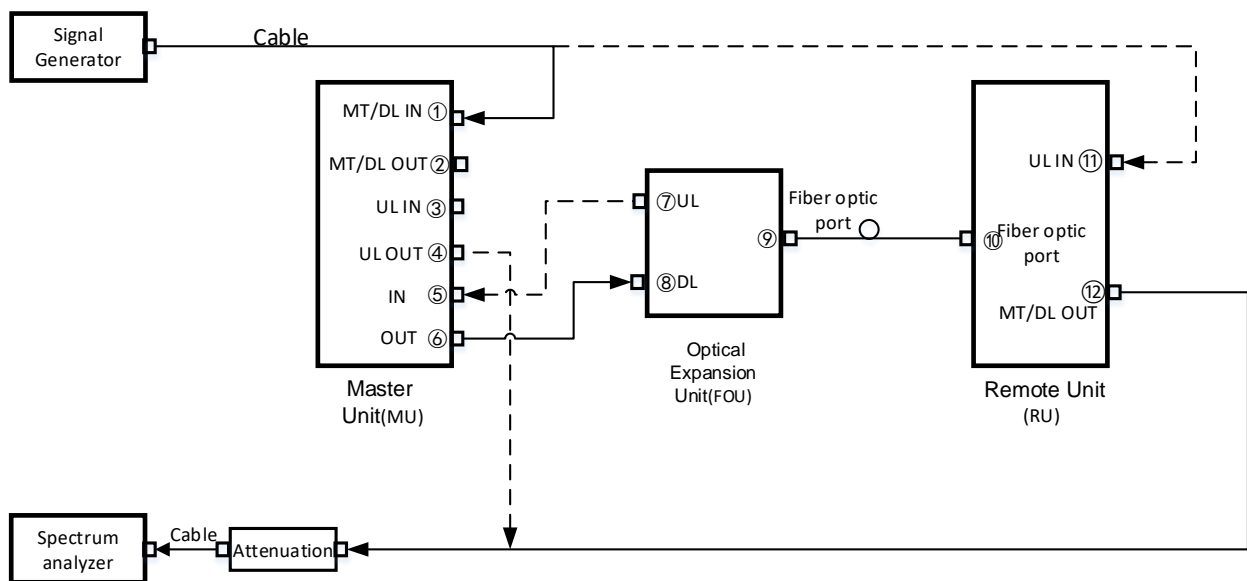 Signal
Generator
Cable
MT/DL IN ①
MT/DL OUT ②
UL IN ③
UL OUT ④
IN ⑤
OUT ⑥
Master
Unit(MU)
⑦UL
⑧DL
⑨
Optical
Expansion
Unit(FOU)
Fiber optic
port
UL IN ⑪
⑩Fiber optic
port
⑫
MT/DL OUT
Remote Unit
(RU)
Spectrum
analyzer
Cable
Attenuation